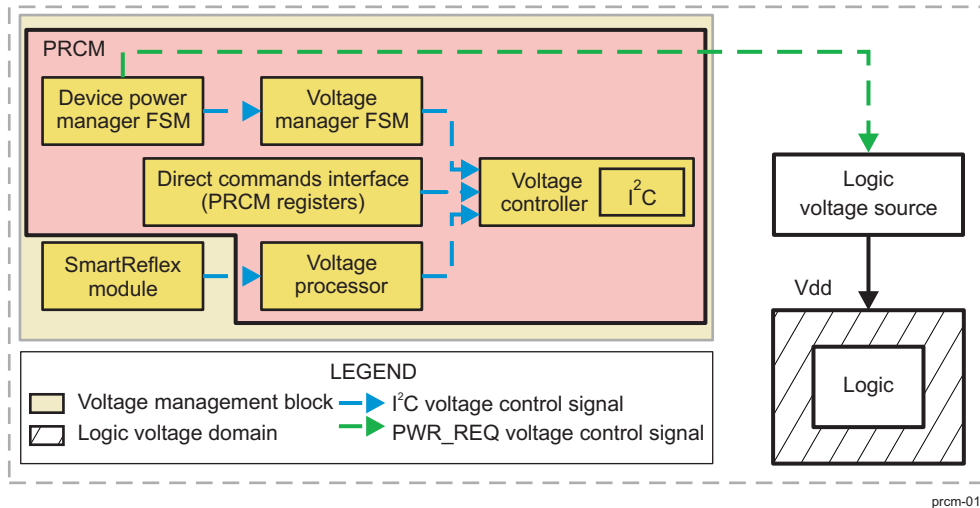 PRCM
Device power
manager FSM
Voltage
manager FSM
Direct commands interface
(PRCM registers)
Voltage
controller
I²C
SmartReflex
module
Voltage
processor
Logic
voltage source
Vdd
Logic
LEGEND
Voltage management block
I²C voltage control signal
Logic voltage domain
PWR_REQ voltage control signal
prcm-01